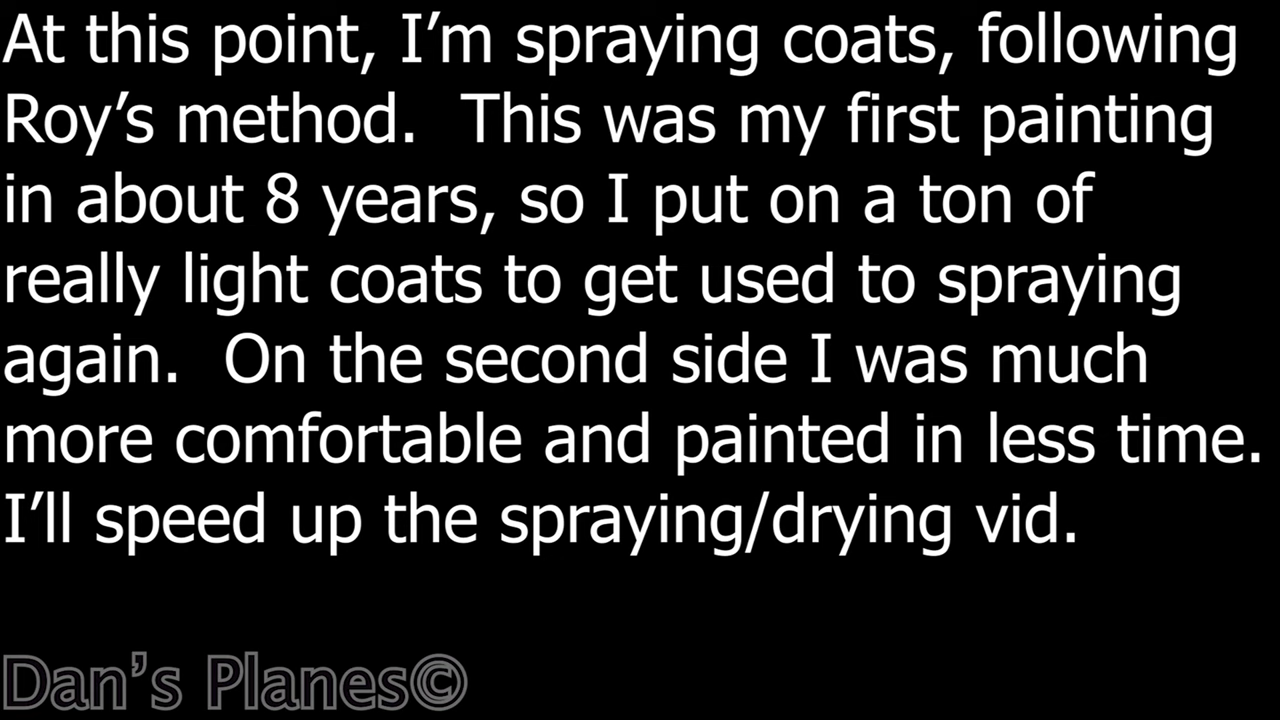 At this point, I’m spraying coats, following
Roy’s method.  This was my first painting
in about 8 years, so I put on a ton of
really light coats to get used to spraying
again.  On the second side I was much
more comfortable and painted in less time.
I’ll speed up the spraying/drying vid.
Dan’s Planes©